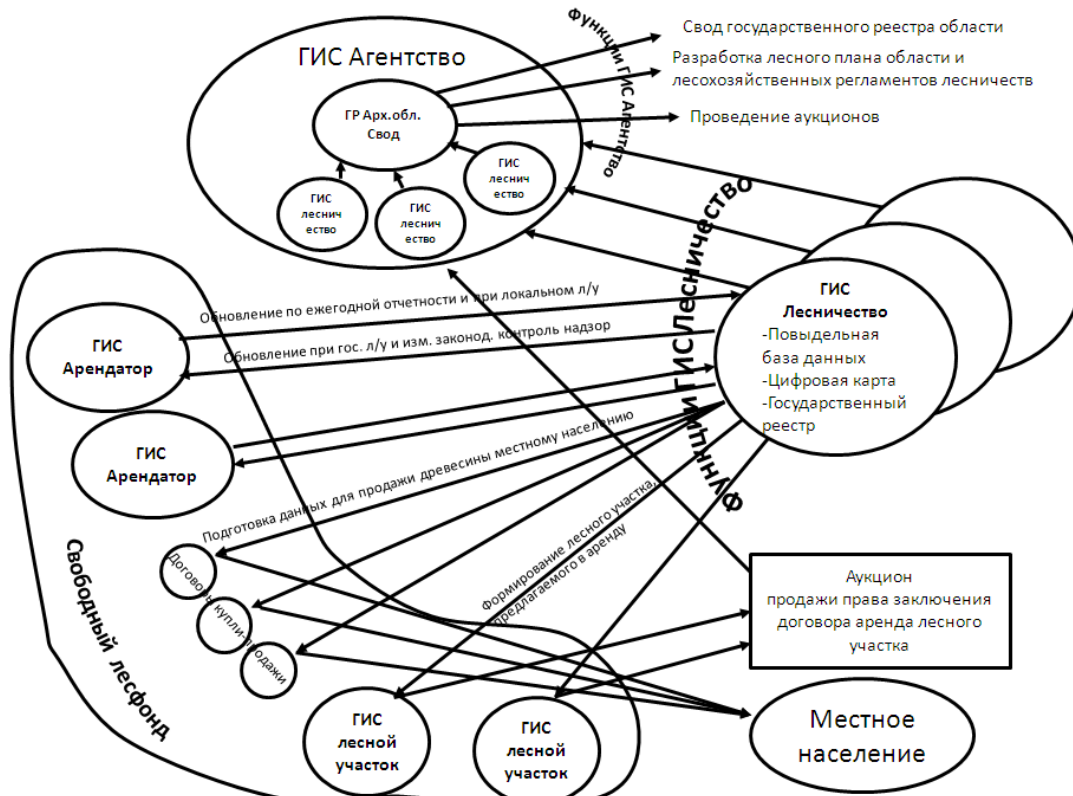 Свод государственного реестра области
Разработка лесного плана области и
лесохозяйственных регламентов лесничеств
Проведение аукционов
Функции ГИС Агентство
ГИС Агентство
ГР Арх.обл.
Свод
ГИС
леснич
ество
ГИС
леснич
ество
ГИС
леснич
ество
Функции ГИСЛесничество
ГИС
Лесничество
-Повыдельная
база данных
-Цифровая карта
-Государственный
реестр
Обновление по ежегодной отчетности и при локальном л/у
Обновление при гос. л/у и изм. законод. контроль надзор
ГИС
Арендатор
ГИС
Арендатор
Подготовка данных для продажи древесины местному населению
Формирование лесного участка,
предлагаемого в аренду
Свободный лесфонд
Договоры купли-продажи
Аукцион
продажи права заключения
договора аренда лесного
участка
ГИС
лесной
участок
ГИС
лесной
участок
Местное
население